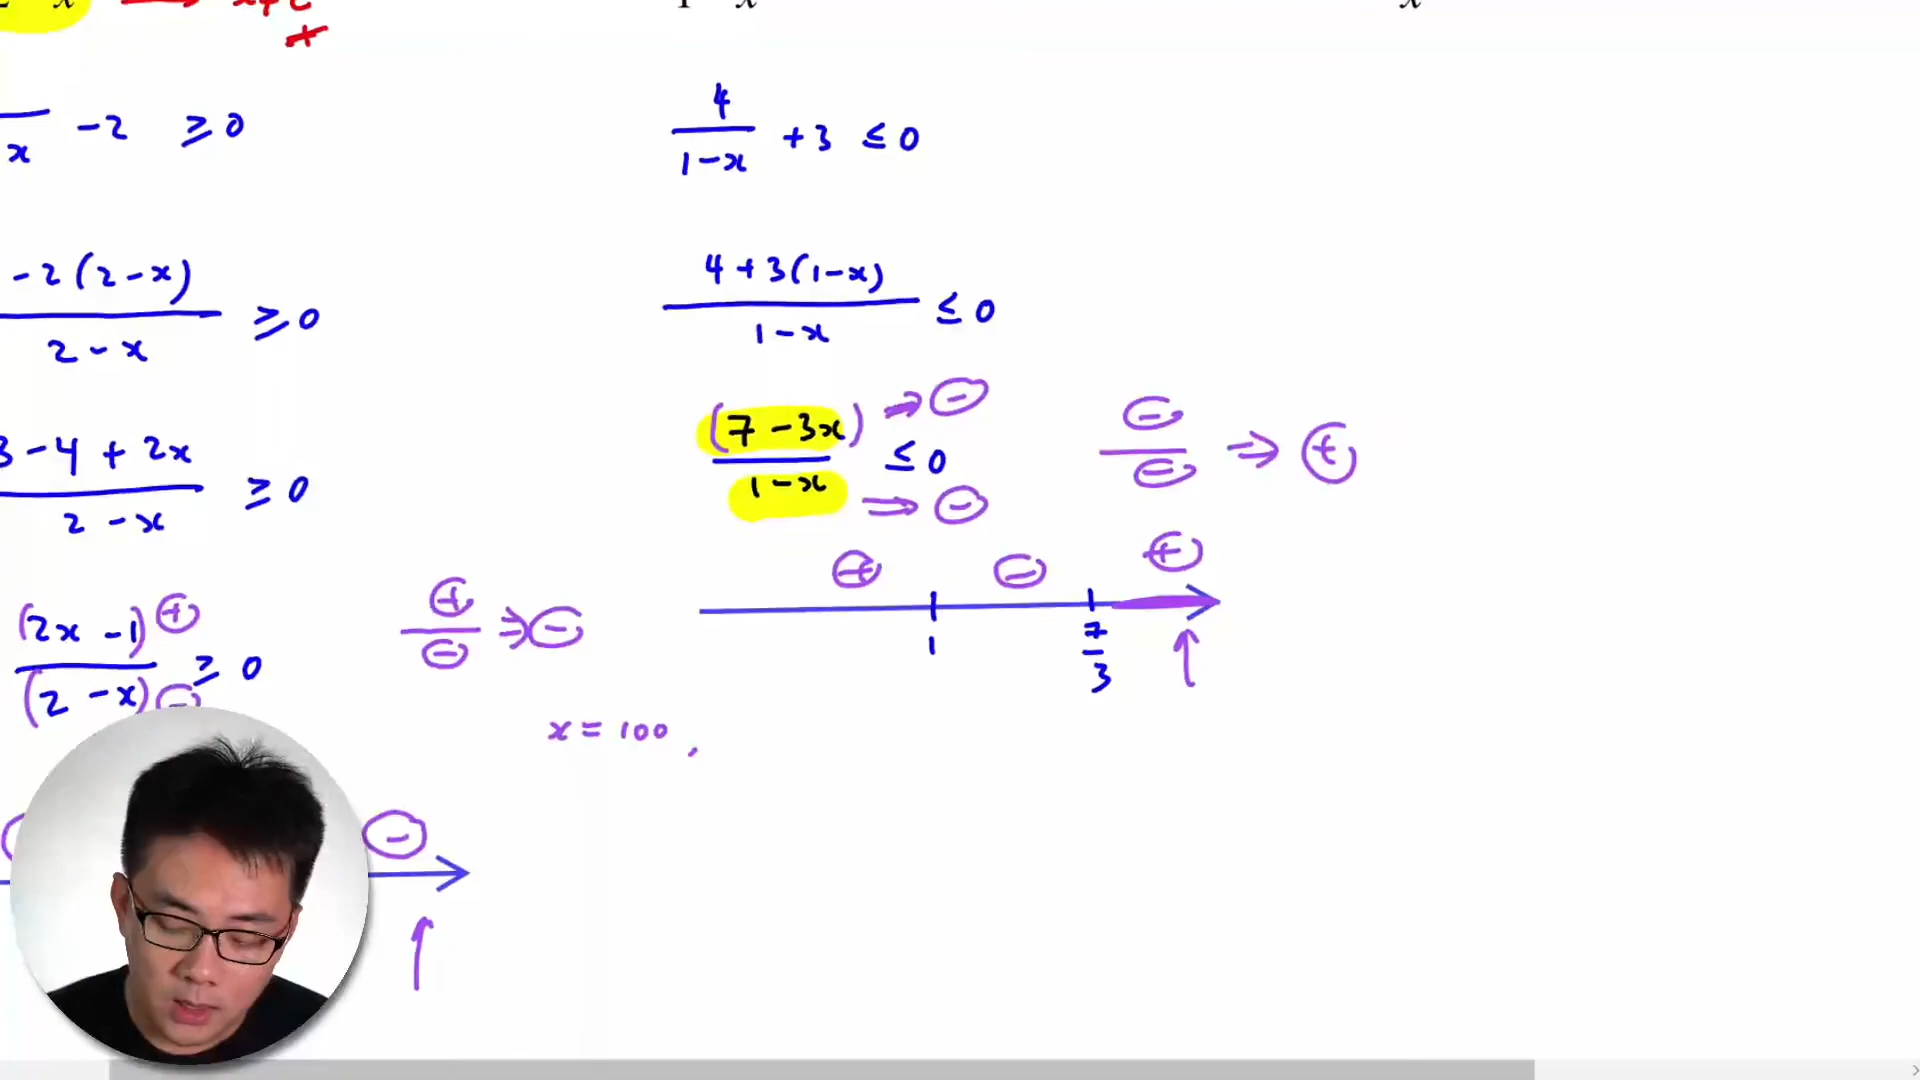 -2 ≥ 0
x
-2(2-x)
≥ 0
2-x
3-4+2x
≥ 0
2-x
(2x-1) +
≥ 0
(2-x) -
+
-
⇒ -
-
4
1-x
+3 ≤ 0
4+3(1-x)
≤ 0
1-x
(7-3x) ⇒ -
≤ 0
1-x ⇒ -
-
-
⇒ +
+ - +
1
7
3
x = 100,